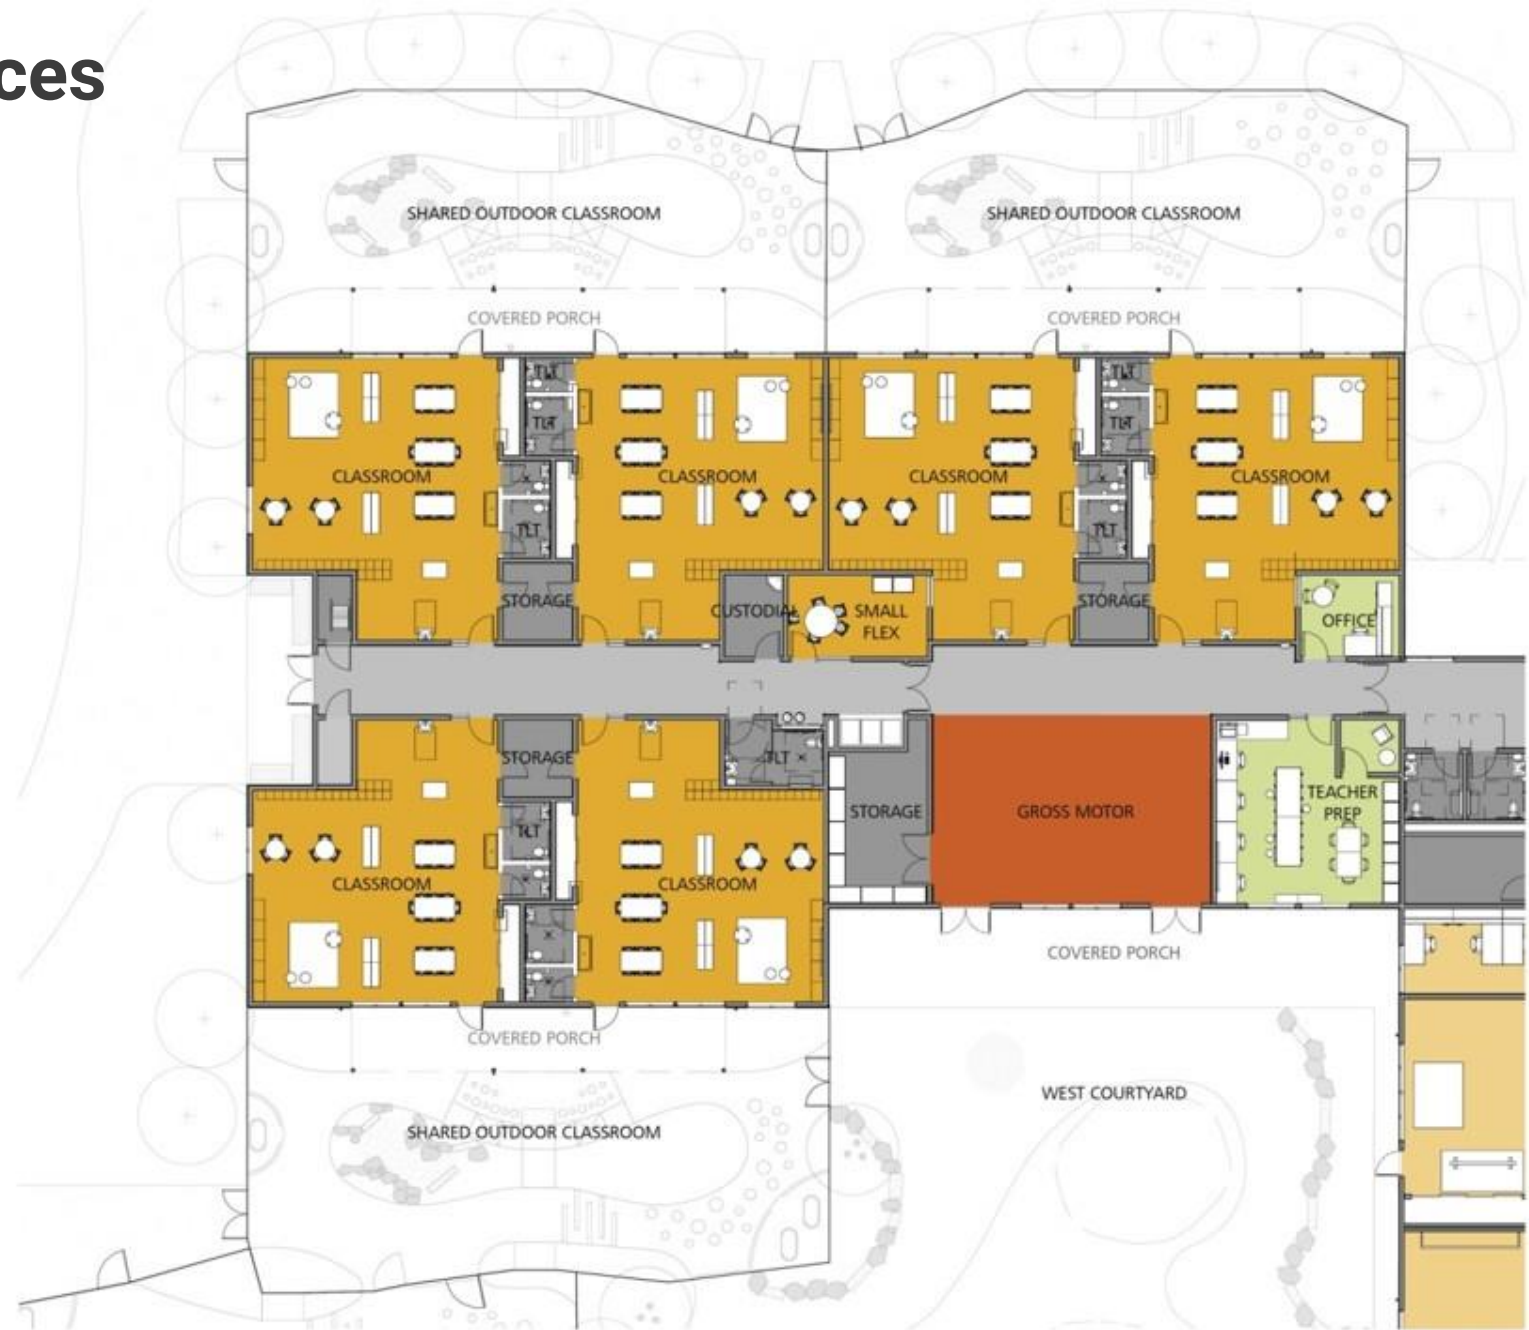 ces
SHARED OUTDOOR CLASSROOM
SHARED OUTDOOR CLASSROOM
COVERED PORCH
COVERED PORCH
TLT
TLT
TLT
TLT
CLASSROOM
CLASSROOM
CLASSROOM
CLASSROOM
TLT
TLT
STORAGE
CUSTODIAL
SMALL
FLEX
STORAGE
OFFICE
STORAGE
TLT
STORAGE
GROSS MOTOR
TEACHER
PREP
TLT
CLASSROOM
CLASSROOM
COVERED PORCH
COVERED PORCH
WEST COURTYARD
SHARED OUTDOOR CLASSROOM